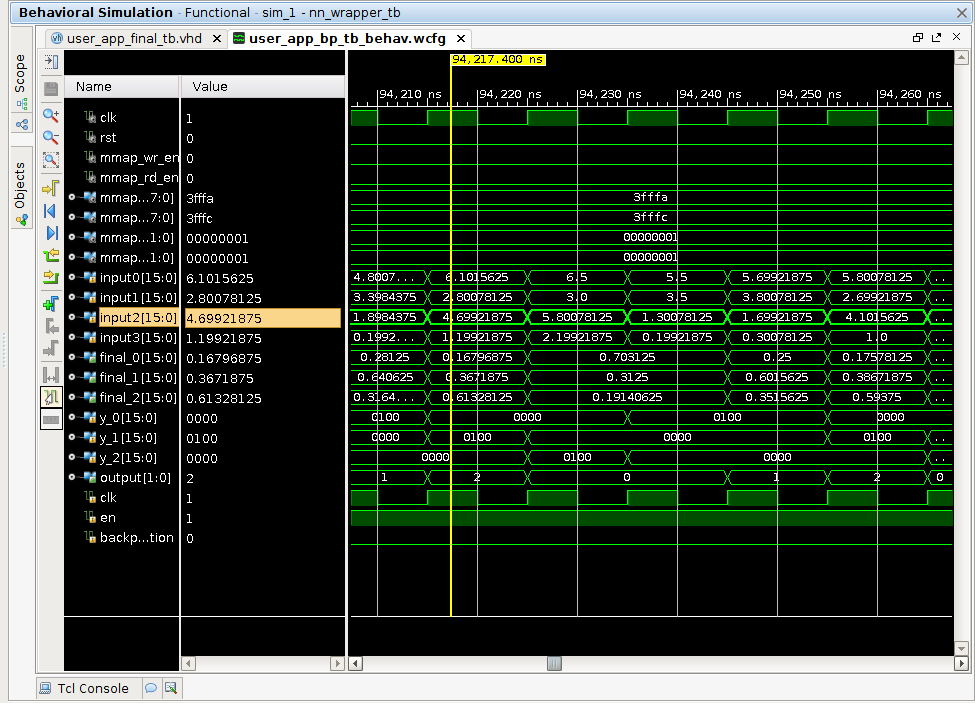 Behavioral Simulation - Functional - sim_1 - nn_wrapper_tb
user_app_final_tb.vhd
user_app_bp_tb_behav.wcfg
Scope
Objects
94,217.400 ns
Name Value
94,210 ns 94,220 ns 94,230 ns 94,240 ns 94,250 ns 94,260 ns
clk 1
rst 0
mmap_wr_en 0
mmap_rd_en 0
mmap...7:0] 3fffa 3fffa
mmap...7:0] 3fffc 3fffc
mmap...1:0] 00000001 00000001
mmap...1:0] 00000001 00000001
input0[15:0] 6.1015625 4.8007... 6.1015625 6.5 5.5 5.69921875 5.80078125 ..
input1[15:0] 2.80078125 3.3984375 2.80078125 3.0 3.5 3.80078125 2.69921875 ..
input2[15:0] 4.69921875 1.8984375 4.69921875 5.80078125 1.30078125 1.69921875 4.1015625 ..
input3[15:0] 1.19921875 0.1992... 1.19921875 2.19921875 0.19921875 0.30078125 1.0 ..
final_0[15:0] 0.16796875 0.28125 0.16796875 0.703125 0.25 0.17578125 ..
final_1[15:0] 0.3671875 0.640625 0.3671875 0.3125 0.6015625 0.38671875 ..
final_2[15:0] 0.61328125 0.3164... 0.61328125 0.19140625 0.3515625 0.59375 ..
y_0[15:0] 0000 0100 0000 0100 0000
y_1[15:0] 0100 0000 0100 0000 0100 ..
y_2[15:0] 0000 0000 0100 0000 ..
output[1:0] 2 1 2 0 1 2 0
clk 1
en 1
backp...tion 0
Tcl Console